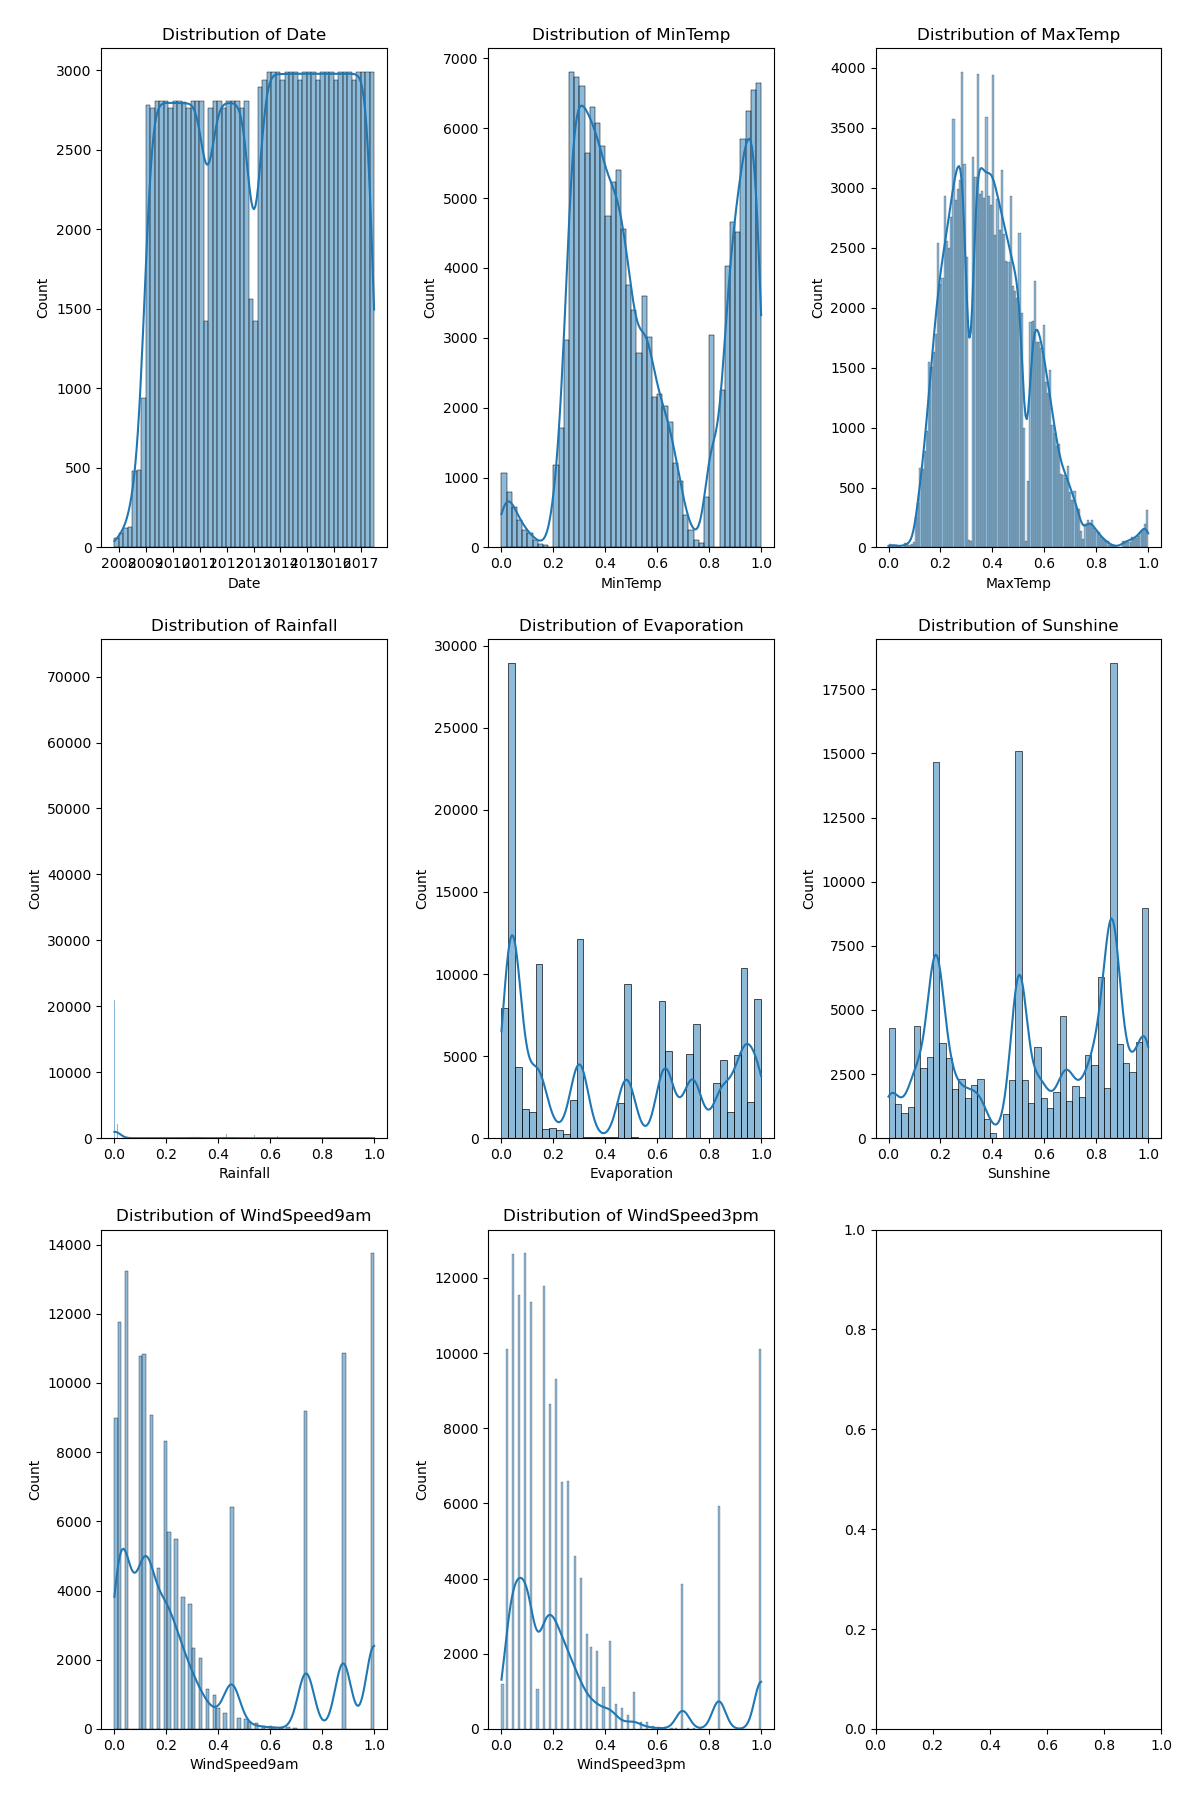 Distribution of Date
Distribution of MinTemp
Distribution of MaxTemp
3000
2500
2000
1500
1000
500
0
Count
2008 2009 2010 2011 2012 2013 2014 2015 2016 2017
Date
7000
6000
5000
4000
3000
2000
1000
0
Count
0.0 0.2 0.4 0.6 0.8 1.0
MinTemp
4000
3500
3000
2500
2000
1500
1000
500
0
Count
0.0 0.2 0.4 0.6 0.8 1.0
MaxTemp
Distribution of Rainfall
Distribution of Evaporation
Distribution of Sunshine
70000
60000
50000
40000
30000
20000
10000
0
Count
0.0 0.2 0.4 0.6 0.8 1.0
Rainfall
30000
25000
20000
15000
10000
5000
0
Count
0.0 0.2 0.4 0.6 0.8 1.0
Evaporation
17500
15000
12500
10000
7500
5000
2500
0
Count
0.0 0.2 0.4 0.6 0.8 1.0
Sunshine
Distribution of WindSpeed9am
Distribution of WindSpeed3pm
14000
12000
10000
8000
6000
4000
2000
0
Count
0.0 0.2 0.4 0.6 0.8 1.0
WindSpeed9am
12000
10000
8000
6000
4000
2000
0
Count
0.0 0.2 0.4 0.6 0.8 1.0
WindSpeed3pm
1.0
0.8
0.6
0.4
0.2
0.0
0.0 0.2 0.4 0.6 0.8 1.0